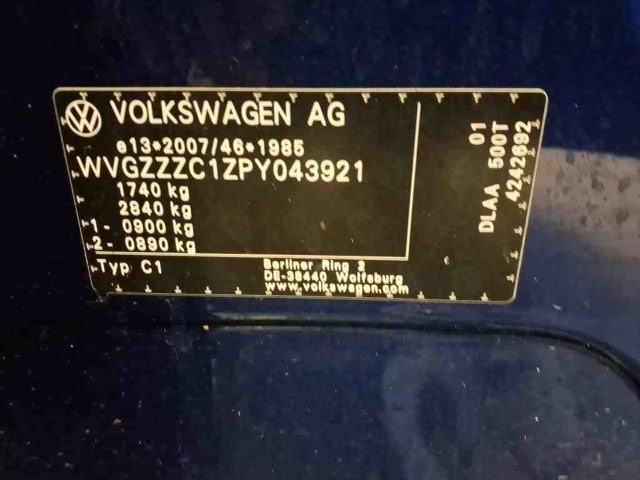 VOLKSWAGEN AG
e13*2007/46*1985
WVGZZZC1ZPY043921
1740 kg
2840 kg
1- 0900 kg
2- 0890 kg
Typ C1
Berliner Ring 2
DE-38440 Wolfsburg
www.volkswagen.com
01
DLAA 500T
4242692